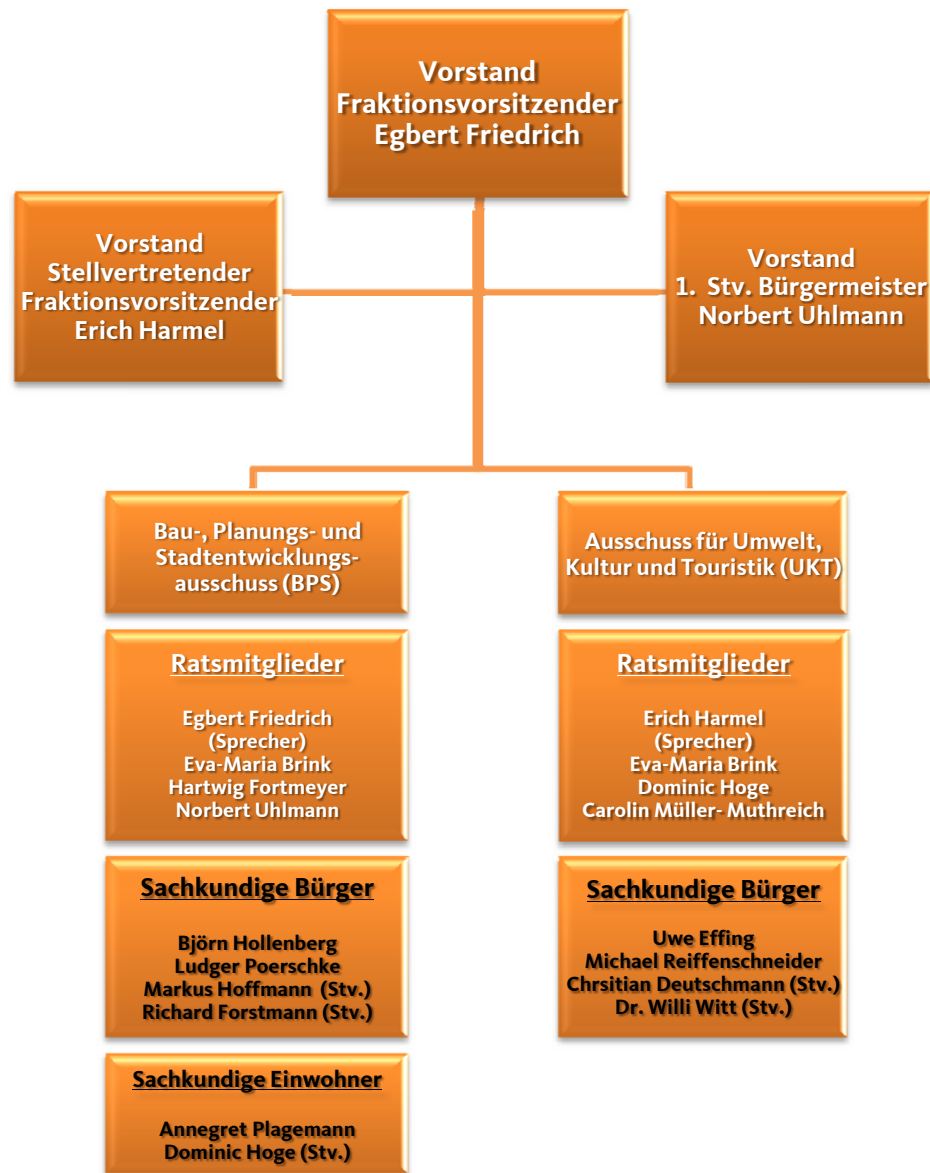 Vorstand
Fraktionsvorsitzender
Egbert Friedrich
Vorstand
Stellvertretender
Fraktionsvorsitzender
Erich Harmel
Vorstand
1. Stv. Bürgermeister
Norbert Uhlmann
Bau-, Planungs- und
Stadtentwicklungs-
ausschuss (BPS)
Ratsmitglieder
Egbert Friedrich
(Sprecher)
Eva-Maria Brink
Hartwig Fortmeyer
Norbert Uhlmann
Sachkundige Bürger
Björn Hollenberg
Ludger Poerschke
Markus Hoffmann (Stv.)
Richard Forstmann (Stv.)
Sachkundige Einwohner
Annegret Plagemann
Dominic Hoge (Stv.)
Ausschuss für Umwelt,
Kultur und Touristik (UKT)
Ratsmitglieder
Erich Harmel
(Sprecher)
Eva-Maria Brink
Dominic Hoge
Carolin Müller- Muthreich
Sachkundige Bürger
Uwe Effing
Michael Reiffenschneider
Chrsitian Deutschmann (Stv.)
Dr. Willi Witt (Stv.)